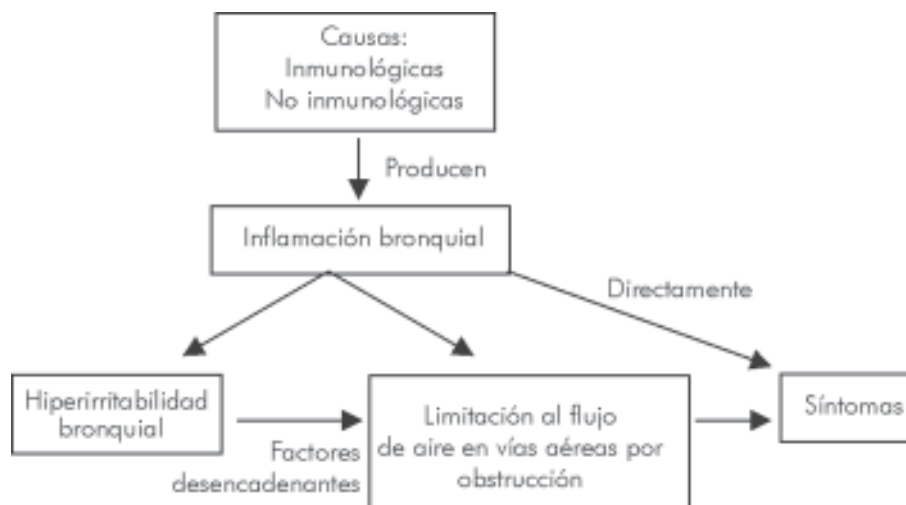 Causas:
Inmunológicas
No inmunológicas
Producen
Inflamación bronquial
Directamente
Hiperirritabilidad
bronquial
Factores
desencadenantes
Limitación al flujo
de aire en vías aéreas por
obstrucción
Síntomas